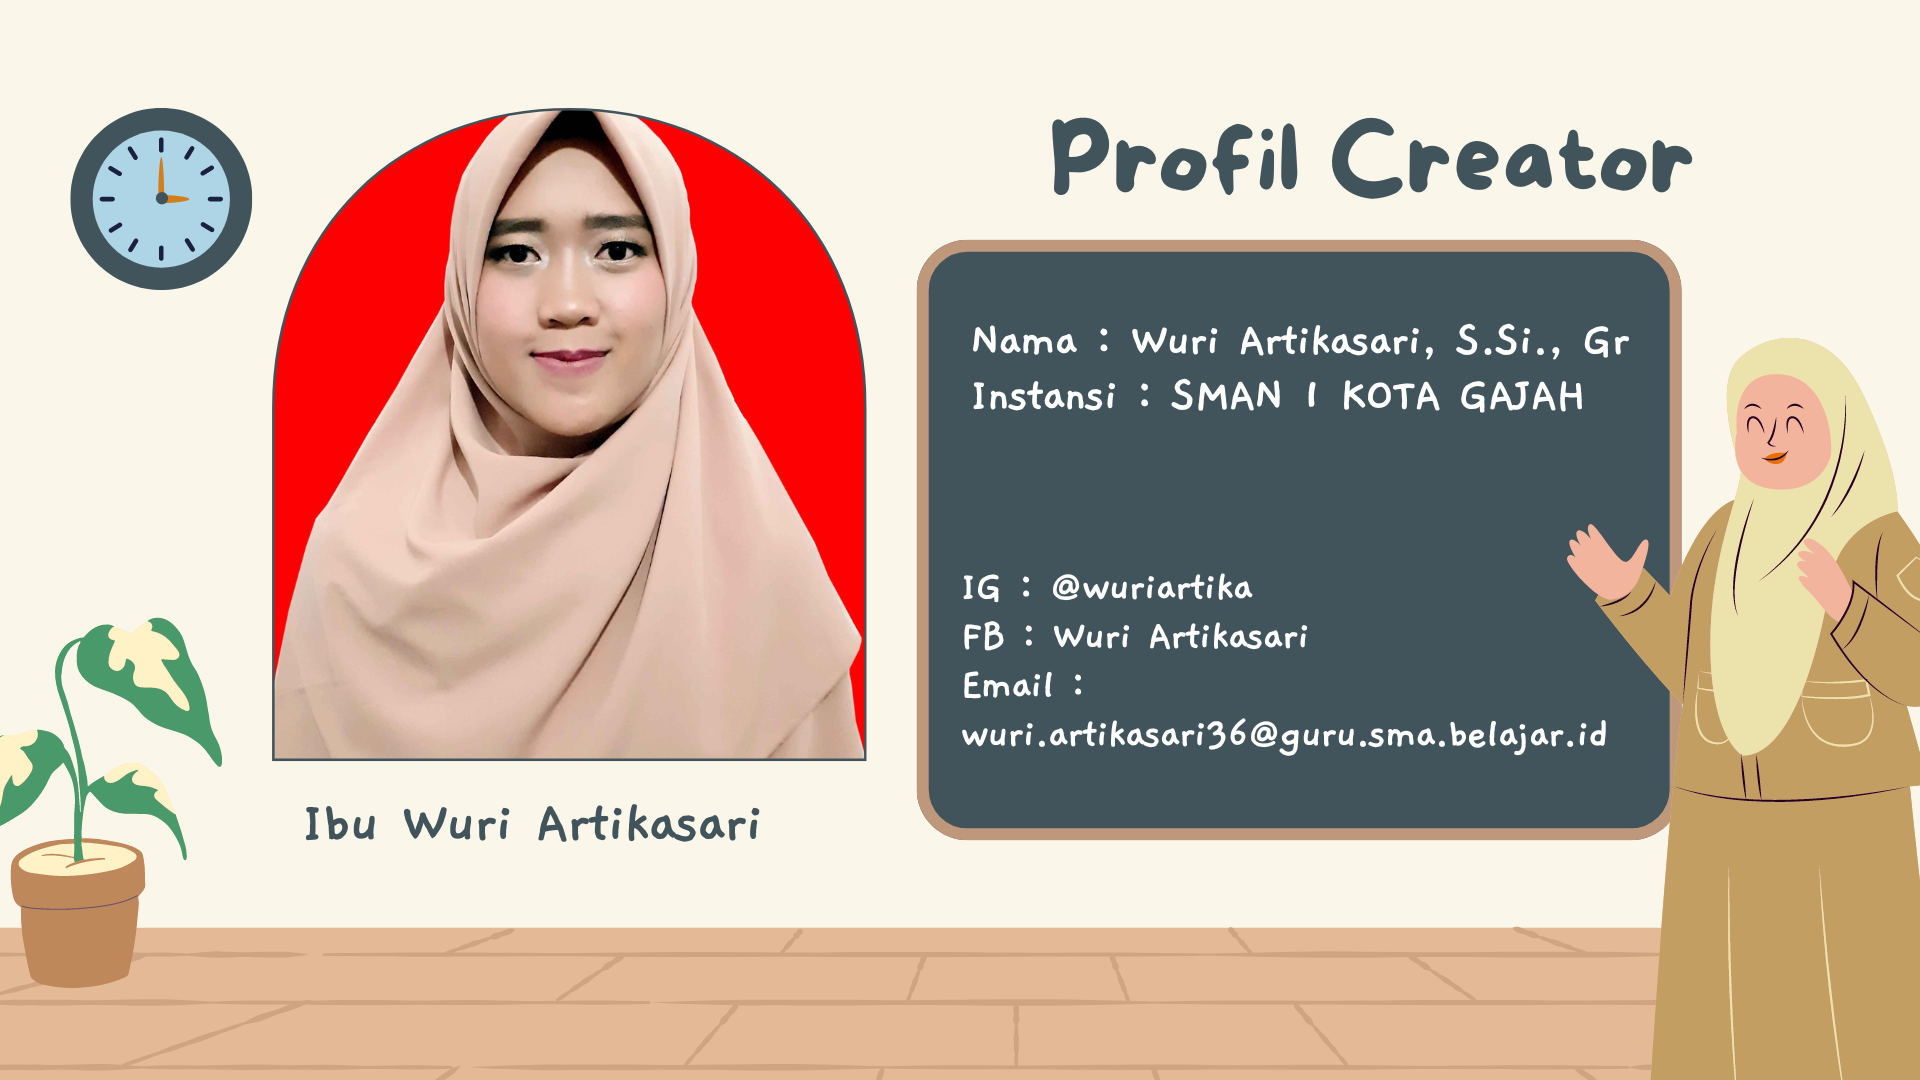 Profil Creator
Nama : Wuri Artikasari, S.Si., Gr
Instansi : SMAN 1 KOTA GAJAH
IG : @wuriartika
FB : Wuri Artikasari
Email :
wuri.artikasari36@guru.sma.belajar.id
Ibu Wuri Artikasari